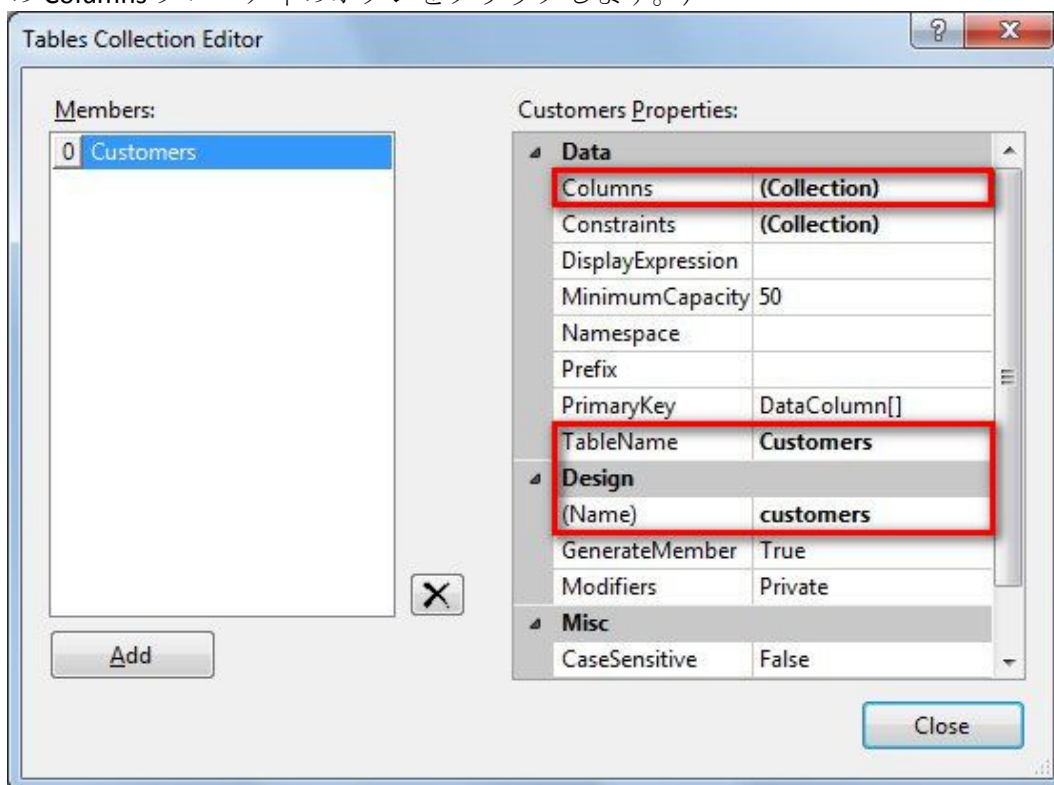 Tables Collection Editor
Members:
0 Customers
Add
Customers Properties:
Data
Columns (Collection)
Constraints (Collection)
DisplayExpression
MinimumCapacity 50
Namespace
Prefix
PrimaryKey DataColumn[]
TableName Customers
Design
(Name) customers
GenerateMember True
Modifiers Private
Misc
CaseSensitive False
Close